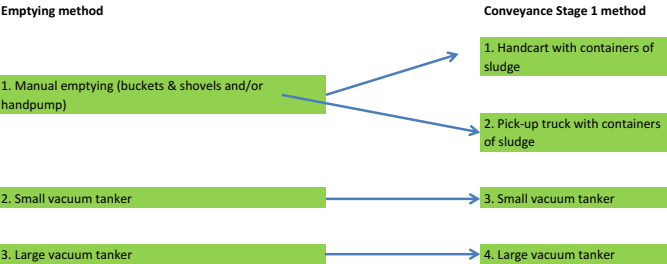 Emptying method
Conveyance Stage 1 method
1. Manual emptying (buckets & shovels and/or
handpump)
1. Handcart with containers of
sludge
2. Pick-up truck with containers
of sludge
2. Small vacuum tanker
3. Small vacuum tanker
3. Large vacuum tanker
4. Large vacuum tanker